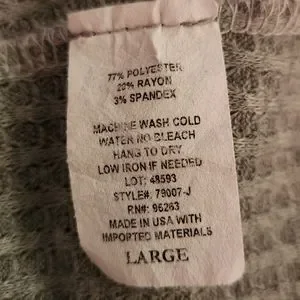 77% POLYESTER
20% RAYON
3% SPANDEX
MACHINE WASH COLD
WATER NO BLEACH
HANG TO DRY
LOW IRON IF NEEDED
LOT: 48593
STYLE#: 79007-J
RN#: 96263
MADE IN USA WITH
IMPORTED MATERIALS
LARGE